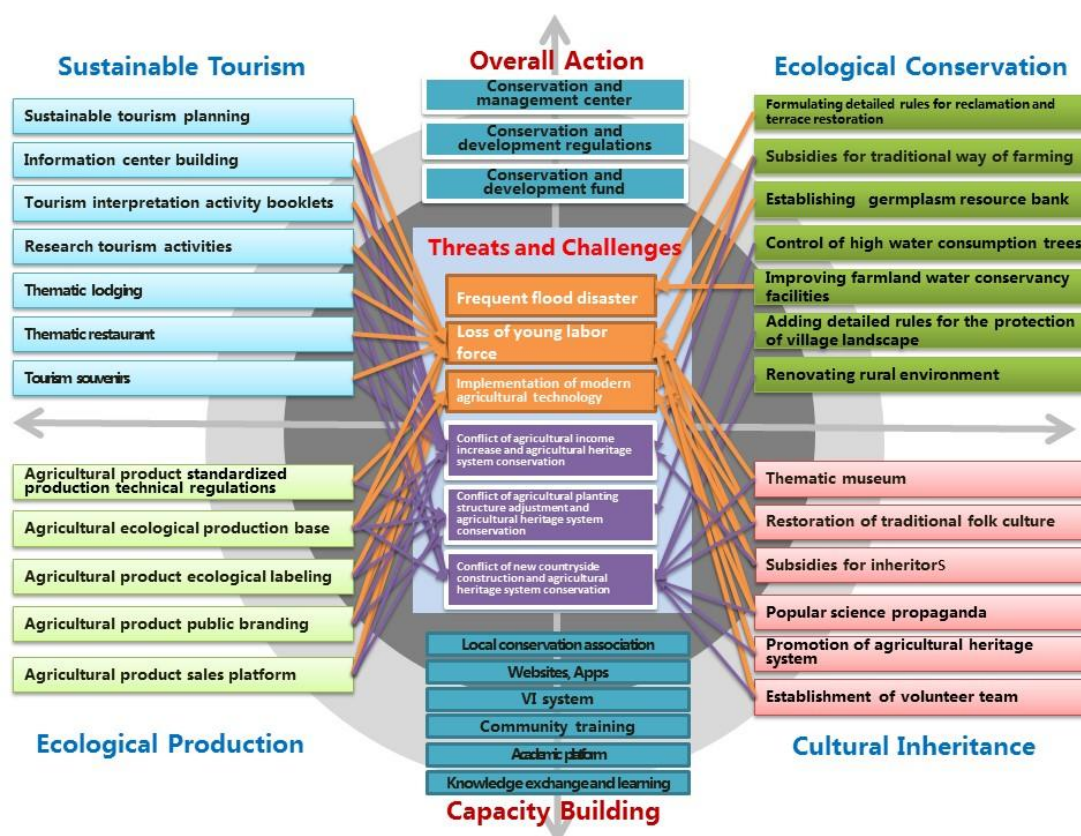 Sustainable Tourism
Sustainable tourism planning
Information center building
Tourism interpretation activity booklets
Research tourism activities
Thematic lodging
Thematic restaurant
Tourism souvenirs
Overall Action
Conservation and
management center
Conservation and
development regulations
Conservation and
development fund
Ecological Conservation
Formulating detailed rules for reclamation and
terrace restoration
Subsidies for traditional way of farming
Establishing germplasm resource bank
Control of high water consumption trees
Improving farmland water conservancy
facilities
Adding detailed rules for the protection
of village landscape
Renovating rural environment
Threats and Challenges
Frequent flood disaster
Loss of young labor
force
Implementation of modern
agricultural technology
Conflict of agricultural income
increase and agricultural heritage
system conservation
Conflict of agricultural planting
structure adjustment and
agricultural heritage system
conservation
Conflict of new countryside
construction and agricultural
heritage system conservation
Agricultural product standardized
production technical regulations
Agricultural ecological production base
Agricultural product ecological labeling
Agricultural product public branding
Agricultural product sales platform
Ecological Production
Thematic museum
Restoration of traditional folk culture
Subsidies for inheritors
Popular science propaganda
Promotion of agricultural heritage
system
Establishment of volunteer team
Cultural Inheritance
Local conservation association
Websites, Apps
VI system
Community training
Academic platform
Knowledge exchange and learning
Capacity Building